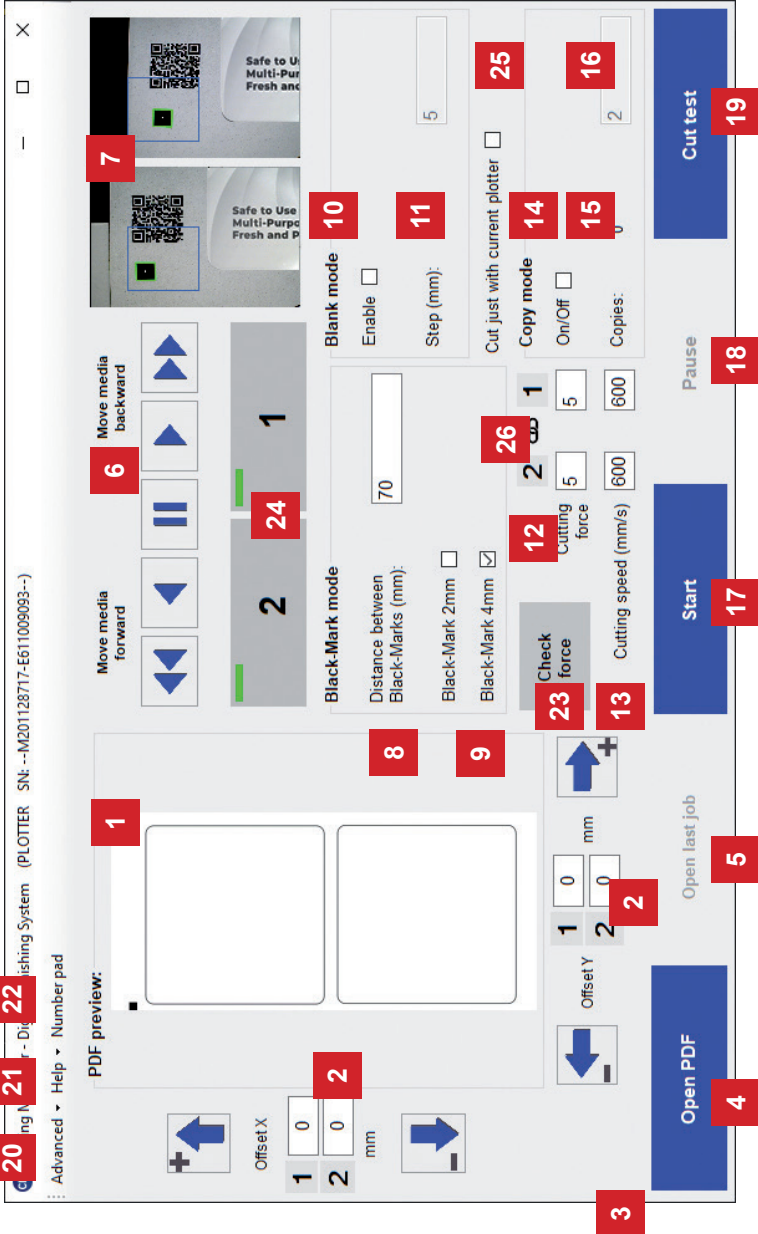 20
21
22
ng M
r - Dig
nishing System (PLOTTER SN: --M201128717-E611009093--)
Advanced
Help
Number pad
PDF preview:
1
Offset X
1 0
2 0
2
mm
Offset Y
1 0
2 0
2
mm
3
Move media forward
Move media backward
6
7
Safe to U
Multi-Pur
Fresh and
Safe to Use
Multi-Purpo
Fresh and P
2
24
1
Black-Mark mode
Distance between
Black-Marks (mm):
70
8
Black-Mark 2mm
Black-Mark 4mm
9
Blank mode
10
Enable
11
Step (mm):
5
Cut just with current plotter
25
Check
force
23
12
26
2 1
Cutting
force
5 5
13
Cutting speed (mm/s)
600 600
Copy mode
14
On/Off
15
16
Copies:
2
Open PDF
4
Open last job
5
Start
17
Pause
18
Cut test
19